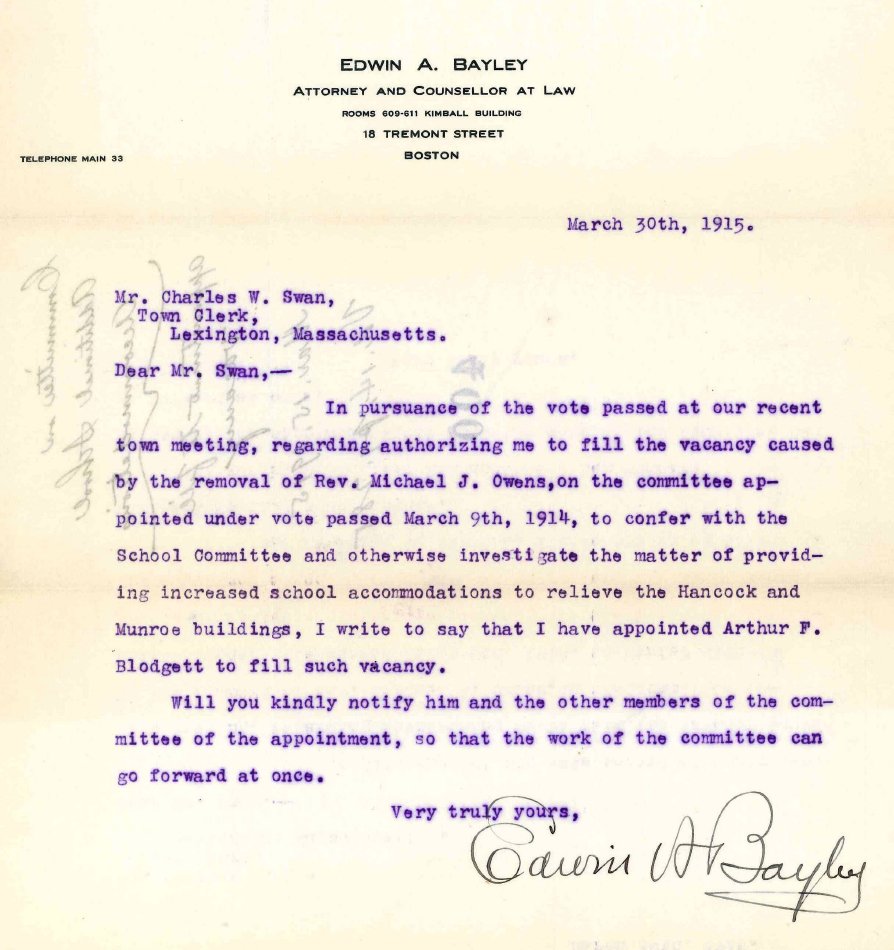 EDWIN A. BAYLEY
ATTORNEY AND COUNSELLOR AT LAW
ROOMS 609-611 KIMBALL BUILDING
18 TREMONT STREET
TELEPHONE MAIN 33
BOSTON
March 30th, 1915.
Mr. Charles W. Swan,
Town Clerk,
Lexington, Massachusetts.
Dear Mr. Swan,—
In pursuance of the vote passed at our recent
town meeting, regarding authorizing me to fill the vacancy caused
by the removal of Rev. Michael J. Owens,on the committee ap-
pointed under vote passed March 9th, 1914, to confer with the
School Committee and otherwise investigate the matter of provid-
ing increased school accommodations to relieve the Hancock and
Munroe buildings, I write to say that I have appointed Arthur F.
Blodgett to fill such vacancy.
Will you kindly notify him and the other members of the com-
mittee of the appointment, so that the work of the committee can
go forward at once.
Very truly yours,
Edwin A. Bayley